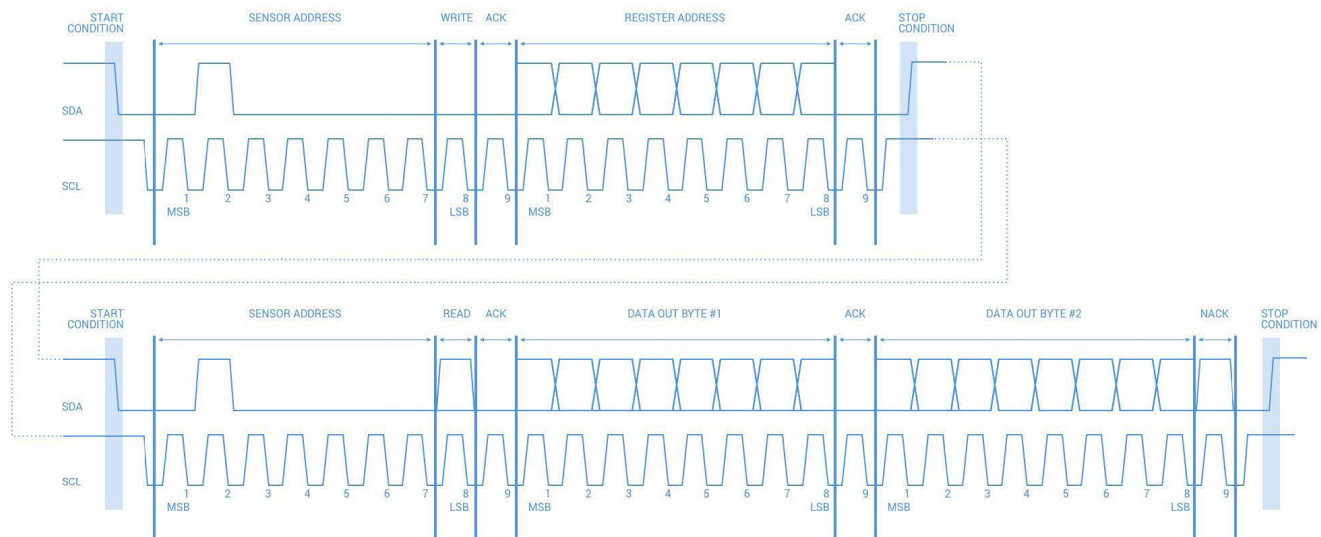 START CONDITION SENSOR ADDRESS WRITE ACK REGISTER ADDRESS ACK STOP CONDITION
SDA
SCL
1 2 3 4 5 6 7 8 9 1 2 3 4 5 6 7 8 9
MSB LSB MSB LSB
START CONDITION SENSOR ADDRESS READ ACK DATA OUT BYTE #1 ACK DATA OUT BYTE #2 NACK STOP CONDITION
SDA
SCL
1 2 3 4 5 6 7 8 9 1 2 3 4 5 6 7 8 9 1 2 3 4 5 6 7 8 9
MSB LSB MSB LSB MSB LSB